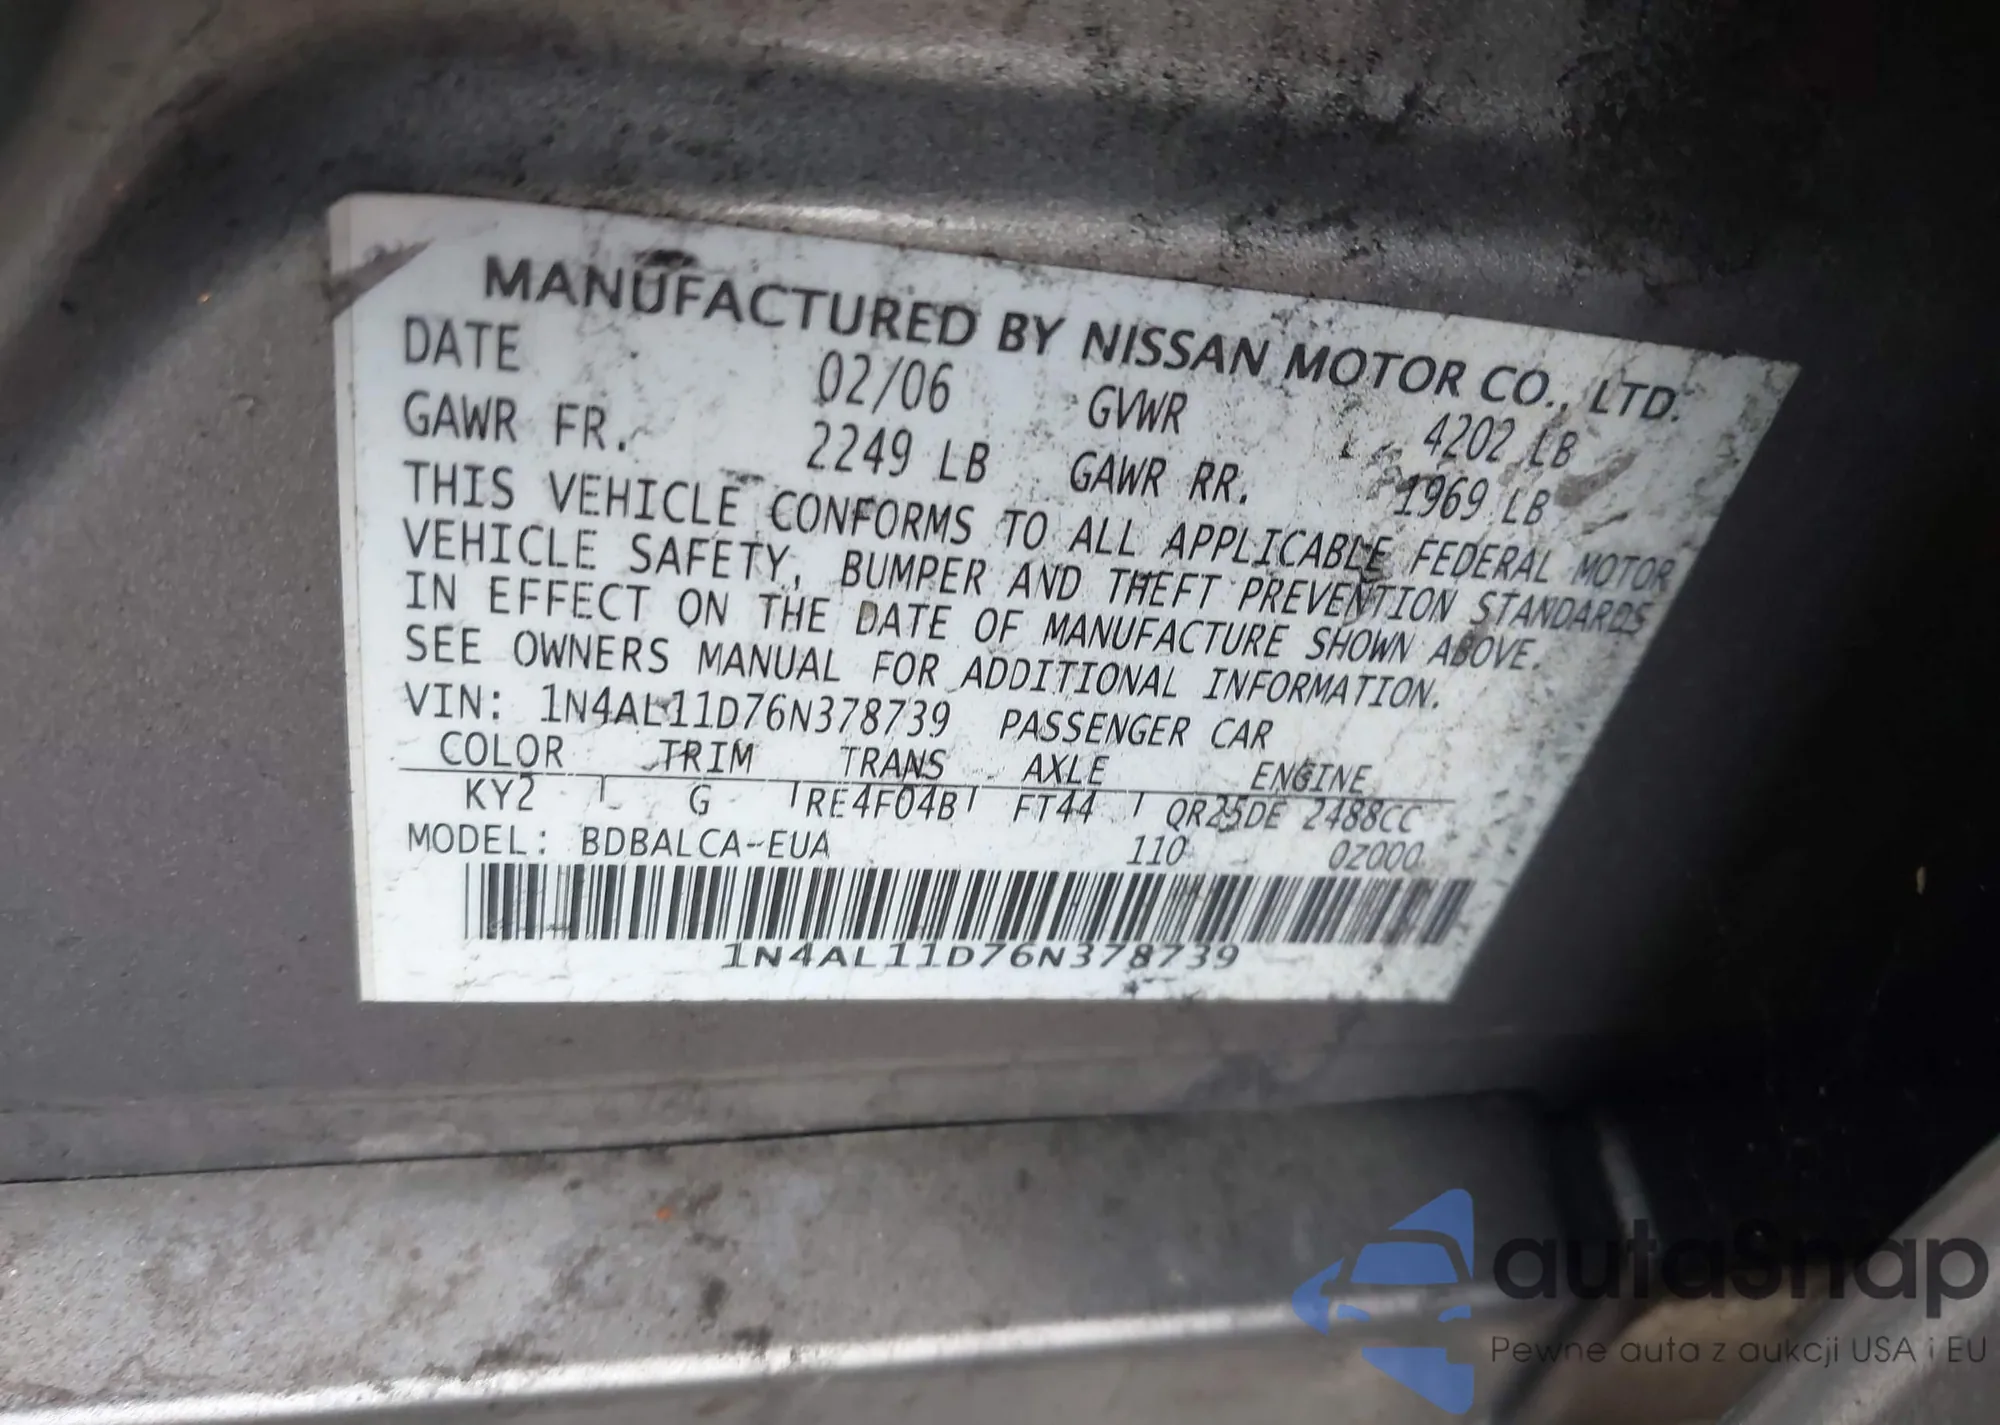 MANUFACTURED BY NISSAN MOTOR CO., LTD.
DATE 02/06 GVWR 4202 LB
GAWR FR. 2249 LB GAWR RR. 1969 LB
THIS VEHICLE CONFORMS TO ALL APPLICABLE FEDERAL MOTOR
VEHICLE SAFETY, BUMPER AND THEFT PREVENTION STANDARDS
IN EFFECT ON THE DATE OF MANUFACTURE SHOWN ABOVE.
SEE OWNERS MANUAL FOR ADDITIONAL INFORMATION.
VIN: 1N4AL11D76N378739 PASSENGER CAR
COLOR TRIM TRANS AXLE ENGINE
KY2 G RE4F04B FT44 QR25DE 2488CC
MODEL: BDBALCA-EUA 110 0Z000
1N4AL11D76N378739
autaSnap
Pewne auta z aukcji USA i EU